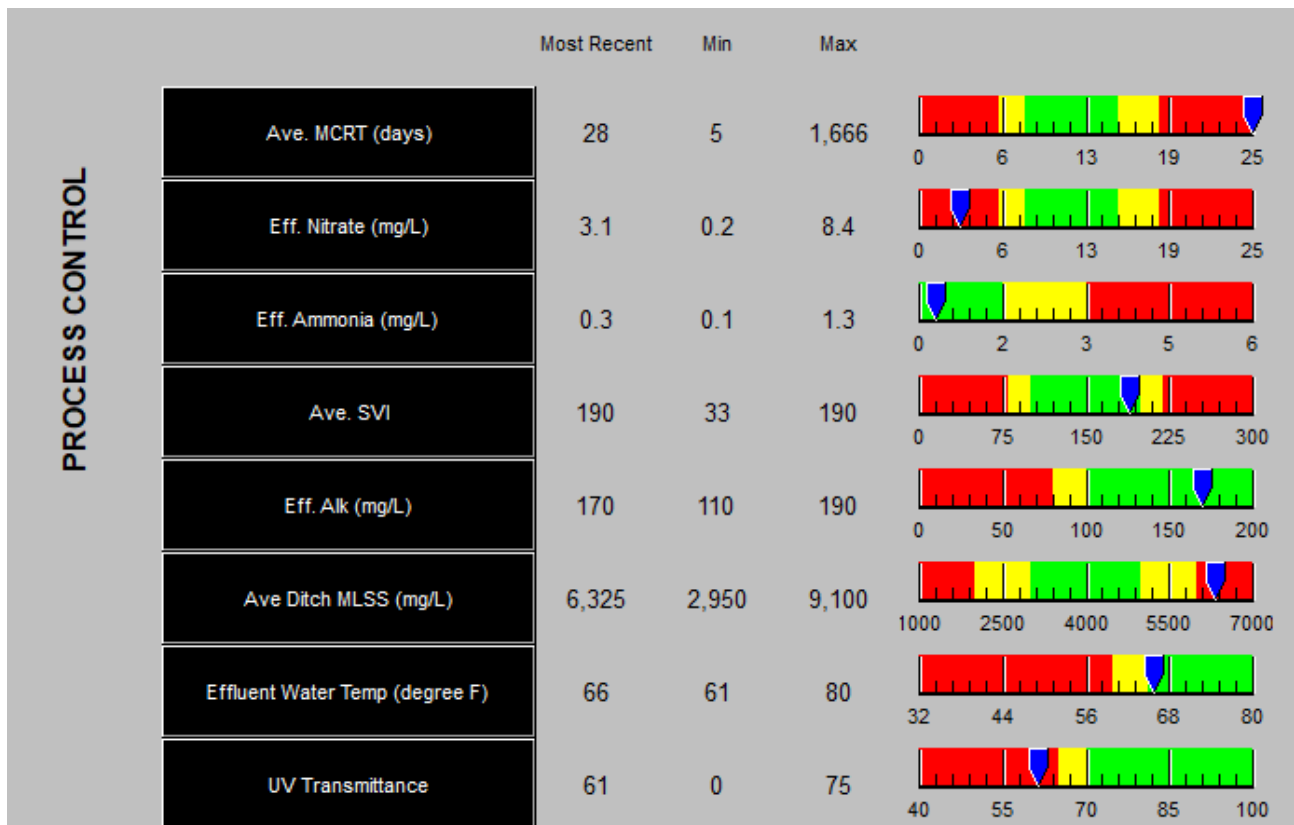 Most Recent Min Max
PROCESS CONTROL
Ave. MCRT (days) 28 5 1,666
0 6 13 19 25
Eff. Nitrate (mg/L) 3.1 0.2 8.4
0 6 13 19 25
Eff. Ammonia (mg/L) 0.3 0.1 1.3
0 2 3 5 6
Ave. SVI 190 33 190
0 75 150 225 300
Eff. Alk (mg/L) 170 110 190
0 50 100 150 200
Ave Ditch MLSS (mg/L) 6,325 2,950 9,100
1000 2500 4000 5500 7000
Effluent Water Temp (degree F) 66 61 80
32 44 56 68 80
UV Transmittance 61 0 75
40 55 70 85 100